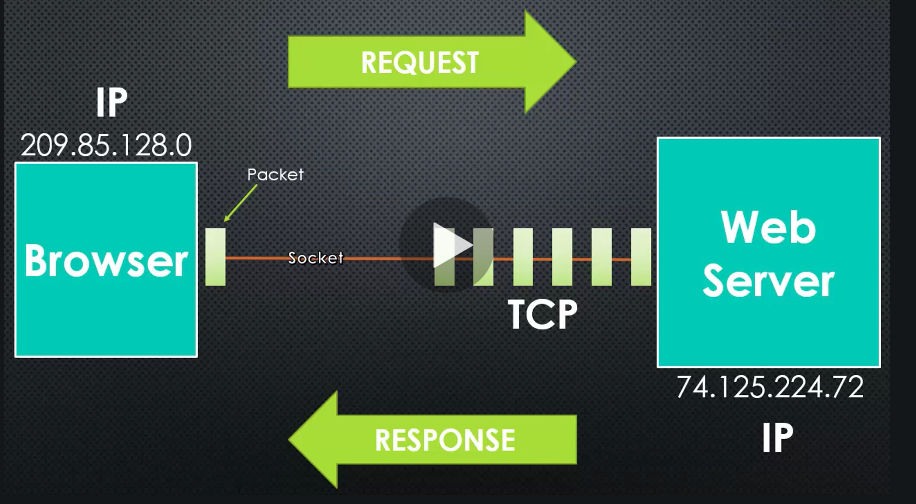 REQUEST
IP
209.85.128.0
Packet
Browser
Socket
TCP
Web
Server
74.125.224.72
IP
RESPONSE